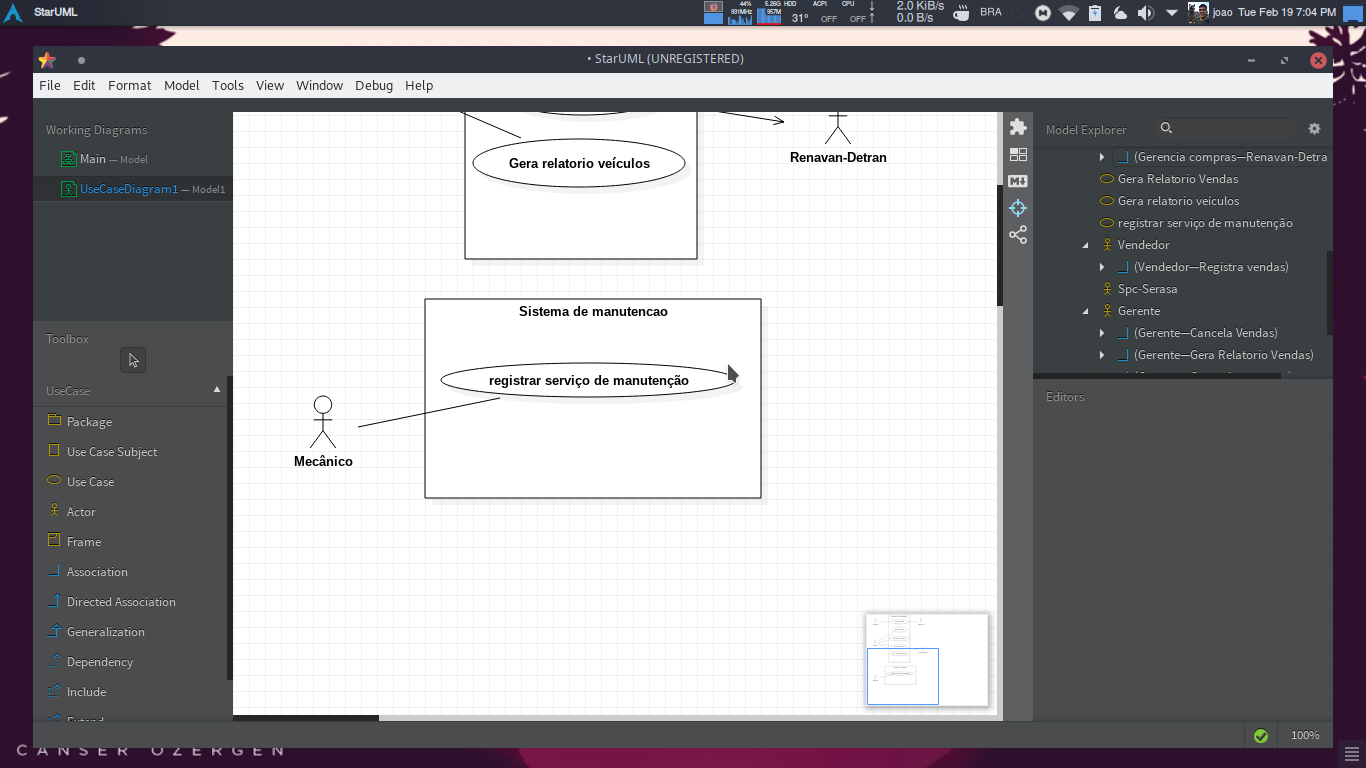 StarUML
44%
931MHz
5.28G
957M
HDD
31°
ACPI
OFF
CPU
OFF
2.0 KiB/s
0.0 B/s
BRA
joao
Tue Feb 19 7:04 PM
• StarUML (UNREGISTERED)
File Edit Format Model Tools View Window Debug Help
Working Diagrams
Main — Model
UseCaseDiagram1 — Model1
Toolbox
UseCase
Package
Use Case Subject
Use Case
Actor
Frame
Association
Directed Association
Generalization
Dependency
Include
Extend
Gera relatorio veículos
Renavan-Detran
Sistema de manutencao
registrar serviço de manutenção
Mecânico
Model Explorer
(Gerencia compras—Renavan-Detra
Gera Relatorio Vendas
Gera relatorio veículos
registrar serviço de manutenção
Vendedor
(Vendedor—Registra vendas)
Spc-Serasa
Gerente
(Gerente—Cancela Vendas)
(Gerente—Gera Relatorio Vendas)
Editors
100%
CANSER ÖZERGEN